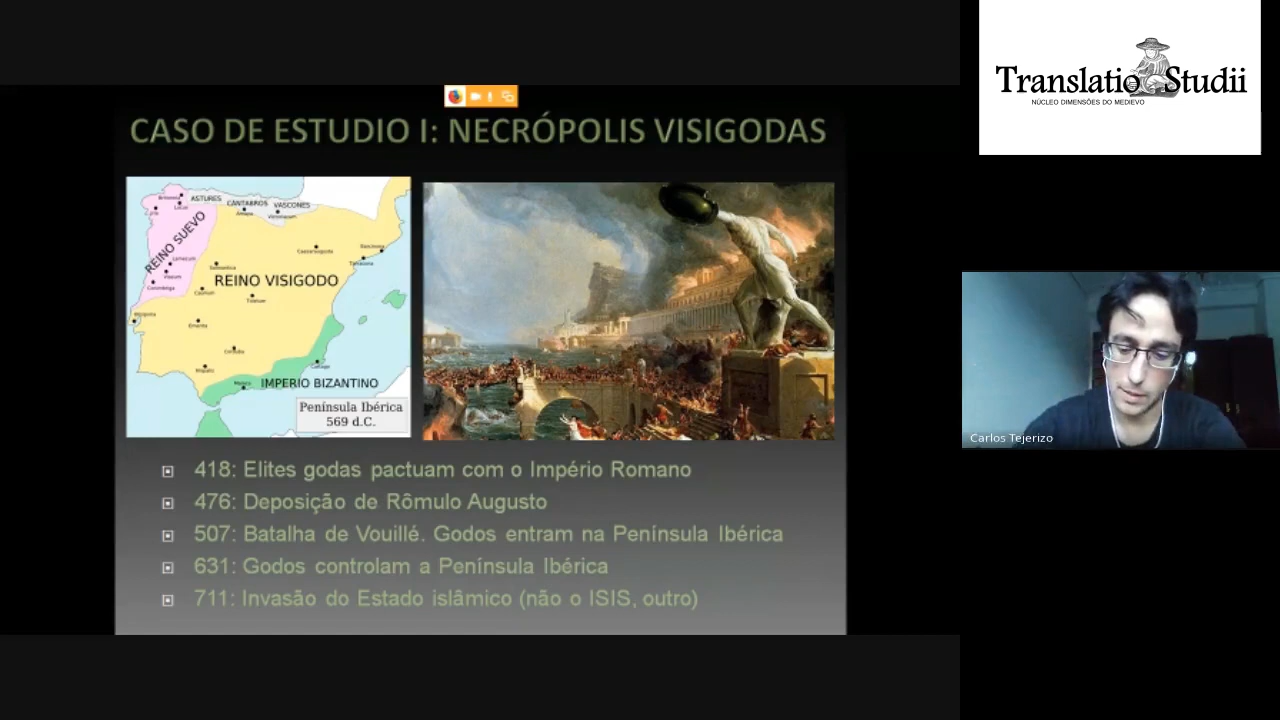 Translatio Studii
NÚCLEO DIMENSÕES DO MEDIEVO
CASO DE ESTUDIO I: NECRÓPOLIS VISIGODAS
ASTURES
CÁNTABROS
VASCONES
REINO SUEVO
REINO VISIGODO
IMPERIO BIZANTINO
Península Ibérica
569 d.C.
418: Elites godas pactuam com o Império Romano
476: Deposição de Rômulo Augusto
507: Batalha de Vouillé. Godos entram na Península Ibérica
631: Godos controlam a Península Ibérica
711: Invasão do Estado islâmico (não o ISIS, outro)
Carlos Tejerizo